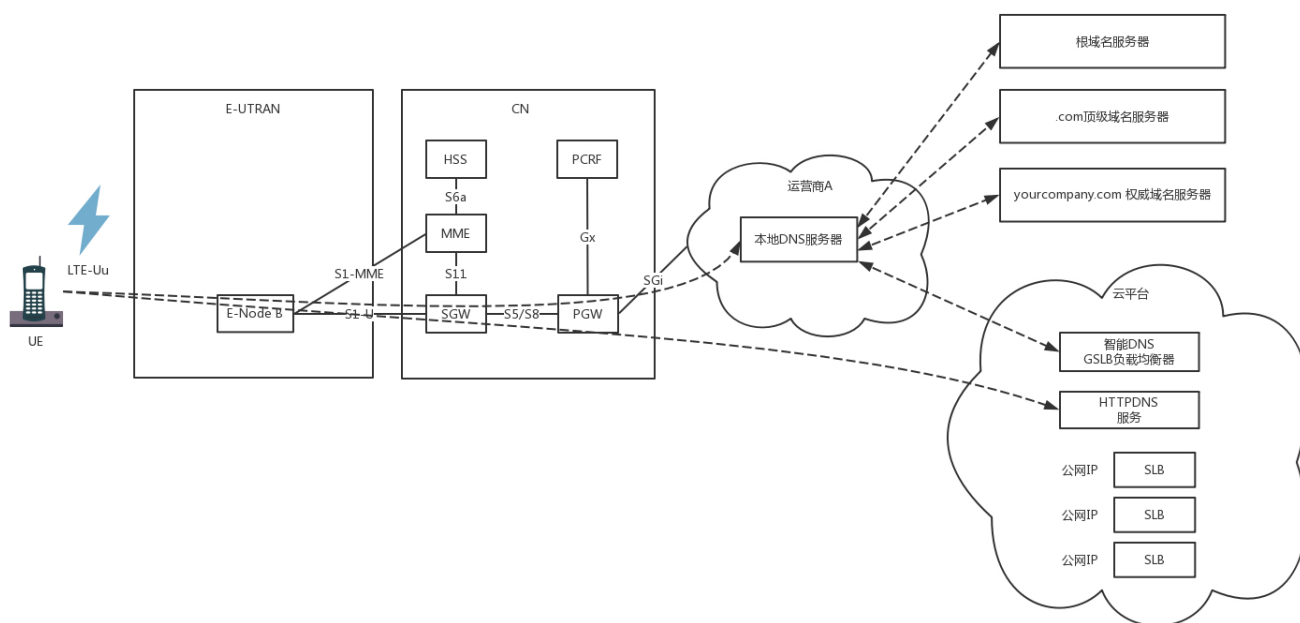 根域名服务器
.com顶级域名服务器
yourcompany.com 权威域名服务器
E-UTRAN
CN
HSS
PCRF
S6a
MME
Gx
S11
S1-MME
LTE-Uu
UE
E-Node B
S1-U
SGW
S5/S8
PGW
SGi
运营商A
本地DNS服务器
云平台
智能DNS
GSLB负载均衡器
HTTPDNS
服务
公网IP SLB
公网IP SLB
公网IP SLB